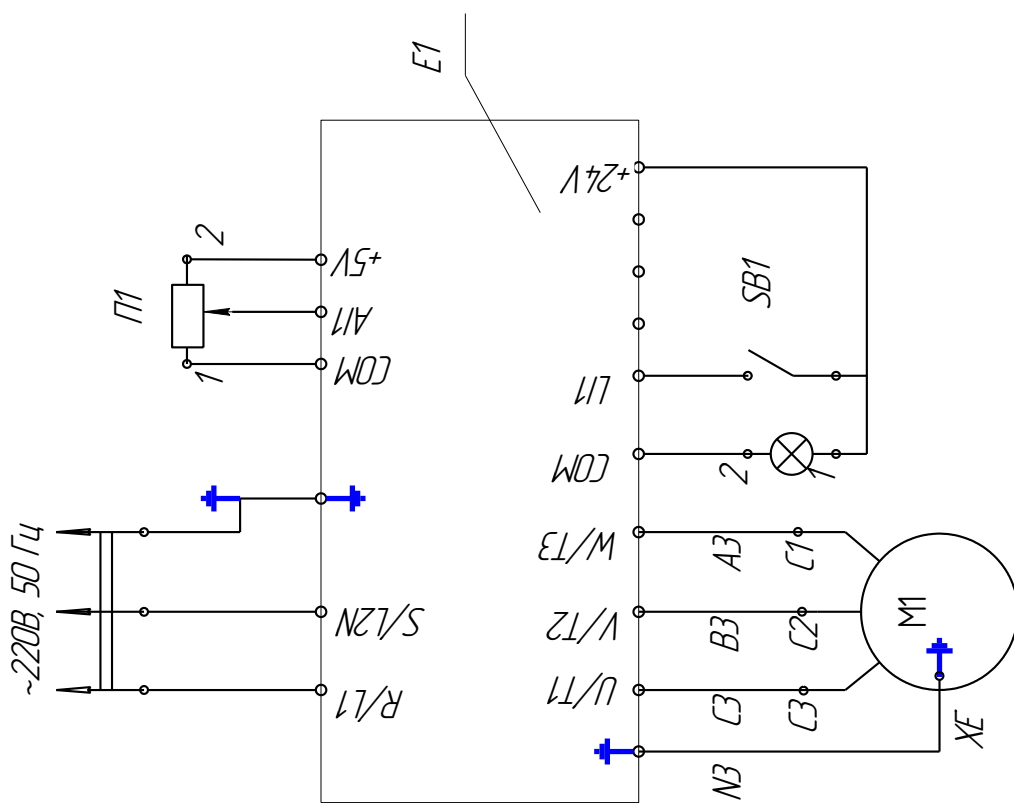 E1
П1
1
2
~220В, 50 Гц
R/L1
S/L2N
COM
AI1
+5V
U/T1
V/T2
W/T3
COM
LI1
+24V
N3
C3
B3
A3
2
1
SB1
C3
C2
C1
M1
XE